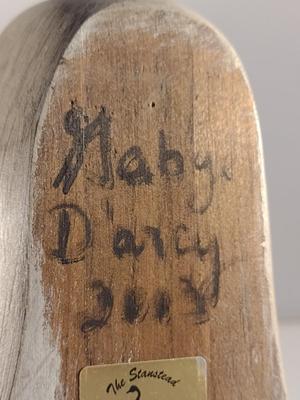 Gaby.
D'arcy
2003
The Stanstead